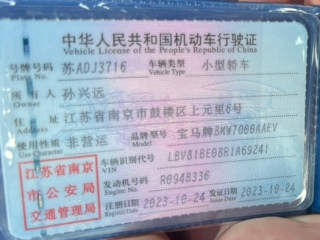 中华人民共和国机动车行驶证
Vehicle License of the People's Republic of China
号牌号码 苏ADJ3716 车辆类型 小型轿车
Plate No. Vehicle Type
所有人 孙兴远
Owner
住址 江苏省南京市鼓楼区上元里6号
Address
使用性质 非营运 品牌型号 宝马牌BMW7000AAEV
Use Character Model
江苏省南京
市公安局
交通管理局
车辆识别代号 LBV81BE08R1A69241
VIN
发动机号码 R0948336
Engine No.
注册日期 2023-10-24 发证日期 2023-10-24
Register Date Issue Date